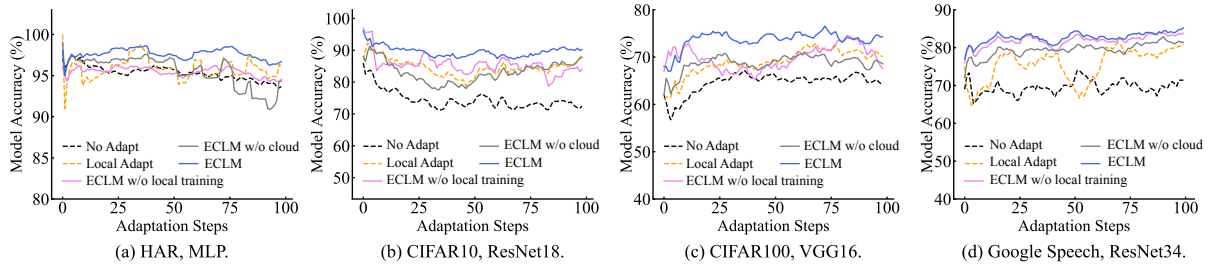 Model Accuracy (%)
100
95
90
85
80
No Adapt
Local Adapt
ECLM w/o local training
ECLM w/o cloud
ECLM
0
25
50
75
100
Adaptation Steps
(a) HAR, MLP.
Model Accuracy (%)
100
90
80
70
60
50
No Adapt
Local Adapt
ECLM w/o local training
ECLM w/o cloud
ECLM
0
25
50
75
100
Adaptation Steps
(b) CIFAR10, ResNet18.
Model Accuracy (%)
80
70
60
50
40
No Adapt
Local Adapt
ECLM w/o local training
ECLM w/o cloud
ECLM
0
25
50
75
100
Adaptation Steps
(c) CIFAR100, VGG16.
Model Accuracy (%)
90
80
70
60
50
40
No Adapt
Local Adapt
ECLM w/o local training
ECLM w/o cloud
ECLM
0
25
50
75
100
Adaptation Steps
(d) Google Speech, ResNet34.